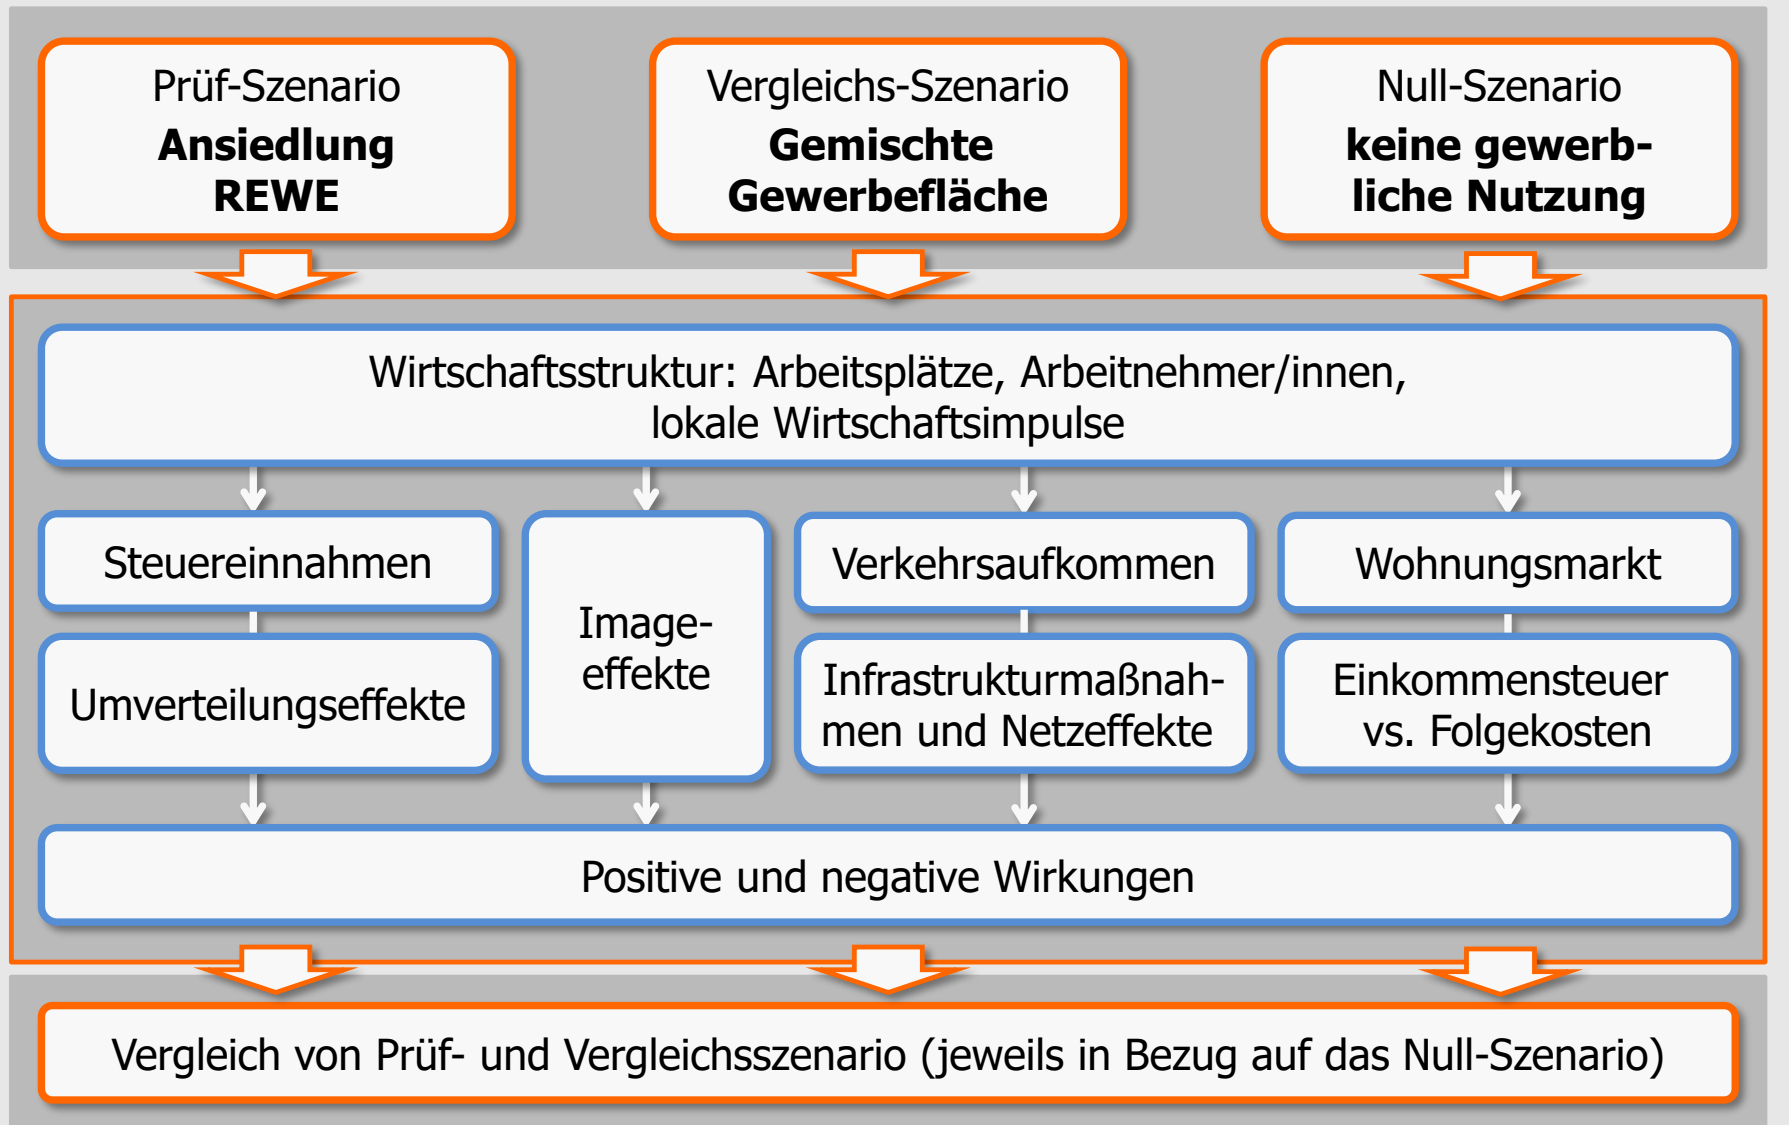 Prüf-Szenario
Ansiedlung
REWE
Vergleichs-Szenario
Gemischte
Gewerbefläche
Null-Szenario
keine gewerb-
liche Nutzung
Wirtschaftsstruktur: Arbeitsplätze, Arbeitnehmer/innen,
lokale Wirtschaftsimpulse
Steuereinnahmen
Umverteilungseffekte
Image-
effekte
Verkehrsaufkommen
Infrastrukturmaßnah-
men und Netzeffekte
Wohnungsmarkt
Einkommensteuer
vs. Folgekosten
Positive und negative Wirkungen
Vergleich von Prüf- und Vergleichsszenario (jeweils in Bezug auf das Null-Szenario)